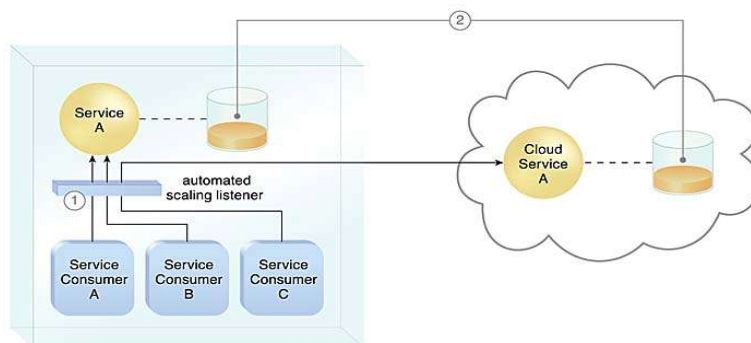 2
Service
A
Cloud
Service
A
automated
scaling listener
1
Service
Consumer
A
Service
Consumer
B
Service
Consumer
C